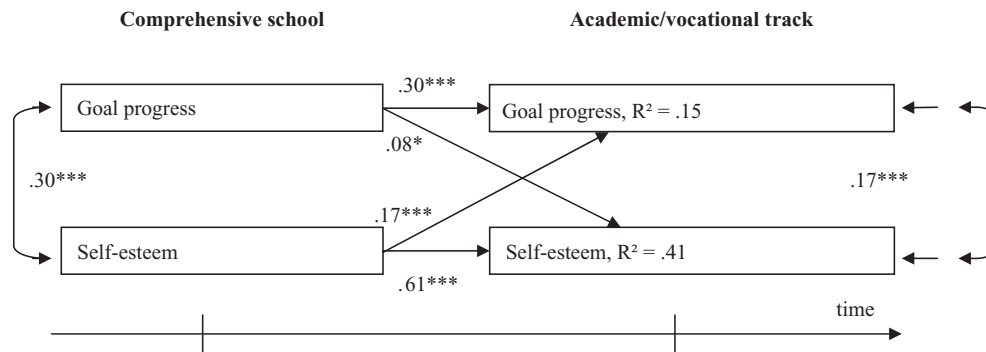 Comprehensive school
Academic/vocational track
.30***
Goal progress
Goal progress, R² = .15
.08*
.30***
.17***
.17***
Self-esteem
Self-esteem, R² = .41
.61***
time